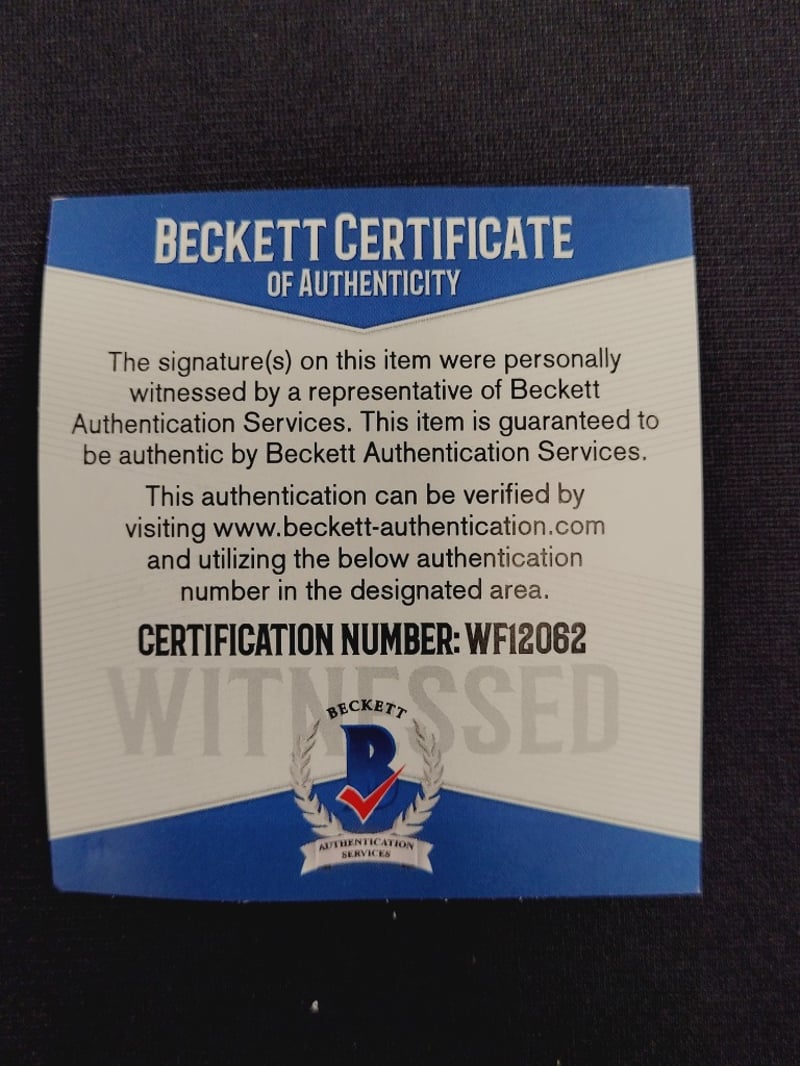 BECKETT CERTIFICATE
OF AUTHENTICITY
The signature(s) on this item were personally
witnessed by a representative of Beckett
Authentication Services. This item is guaranteed to
be authentic by Beckett Authentication Services.
This authentication can be verified by
visiting www.beckett-authentication.com
and utilizing the below authentication
number in the designated area.
CERTIFICATION NUMBER: WF12062
WITNESSED
BECKETT
B
AUTHENTICATION
SERVICES